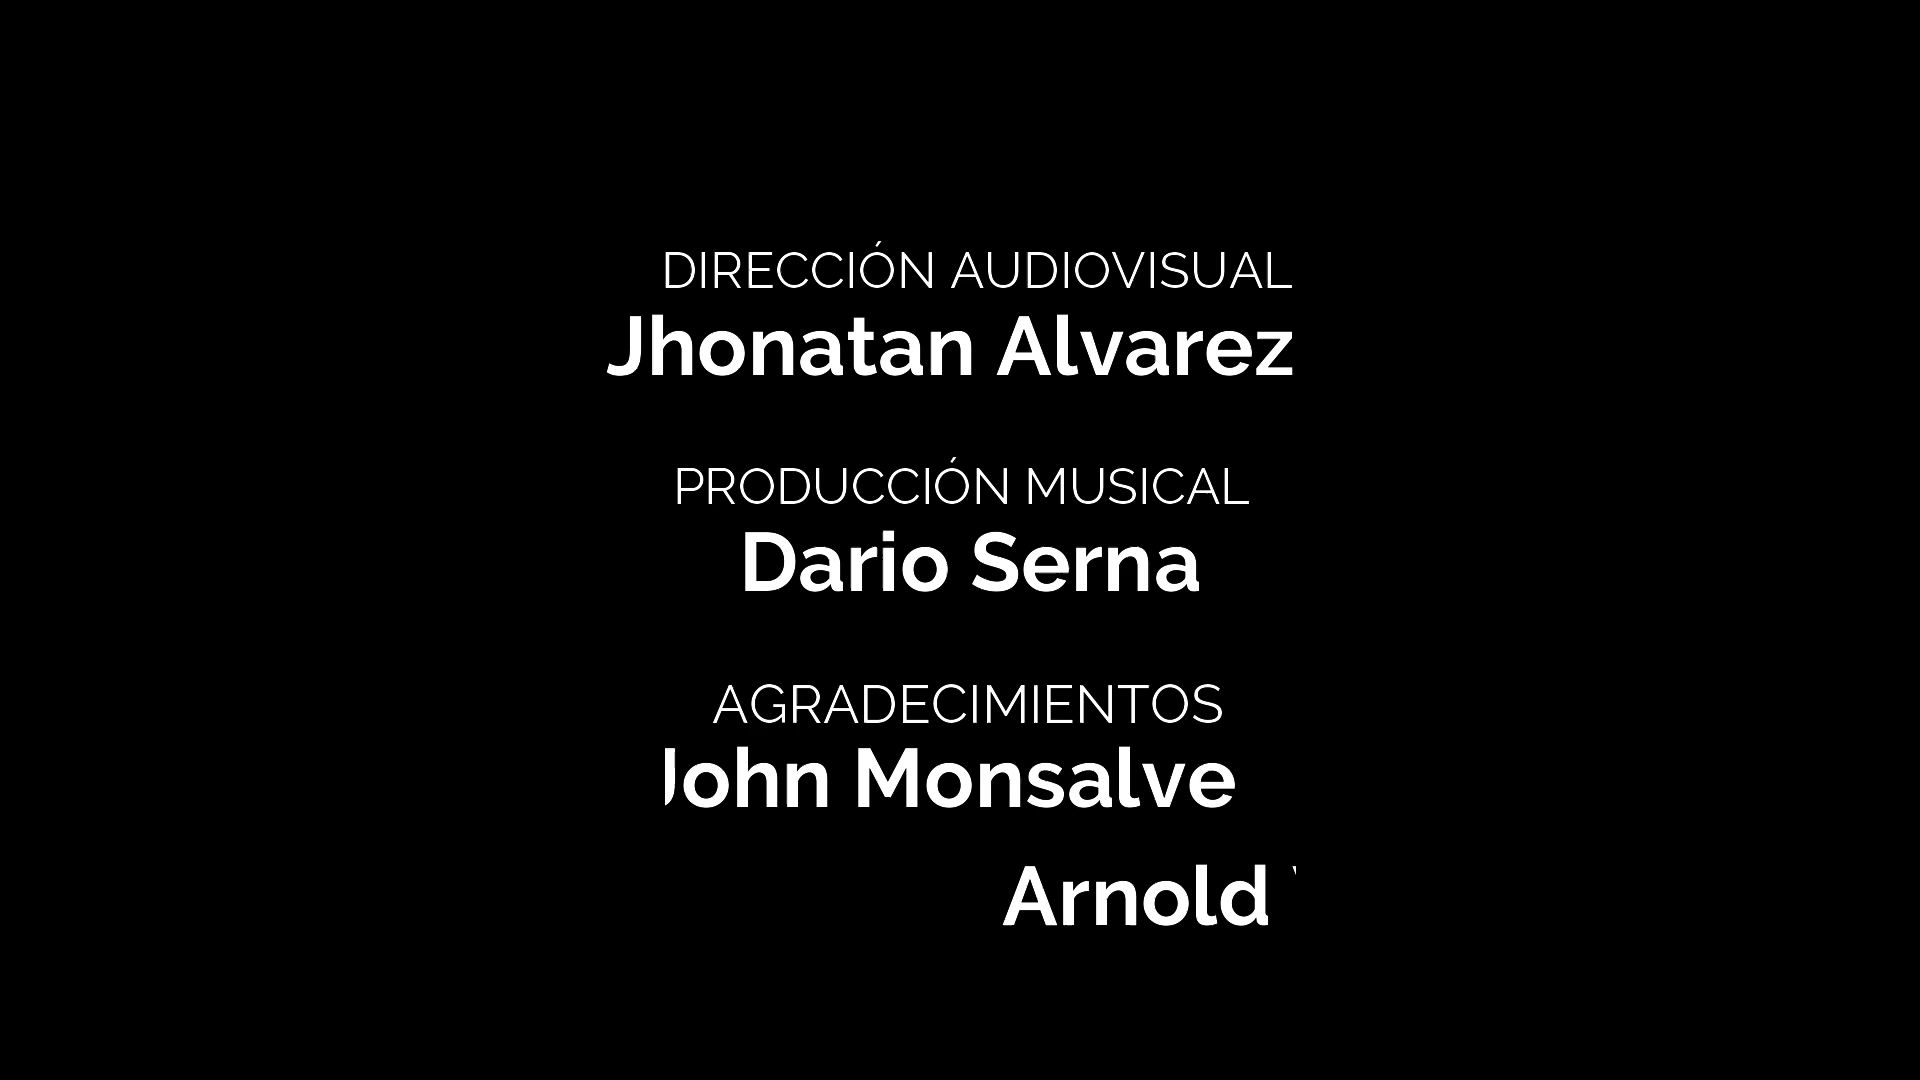 DIRECCIÓN AUDIOVISUAL
Jhonatan Alvarez
PRODUCCIÓN MUSICAL
Dario Serna
AGRADECIMIENTOS
John Monsalve
Arnold